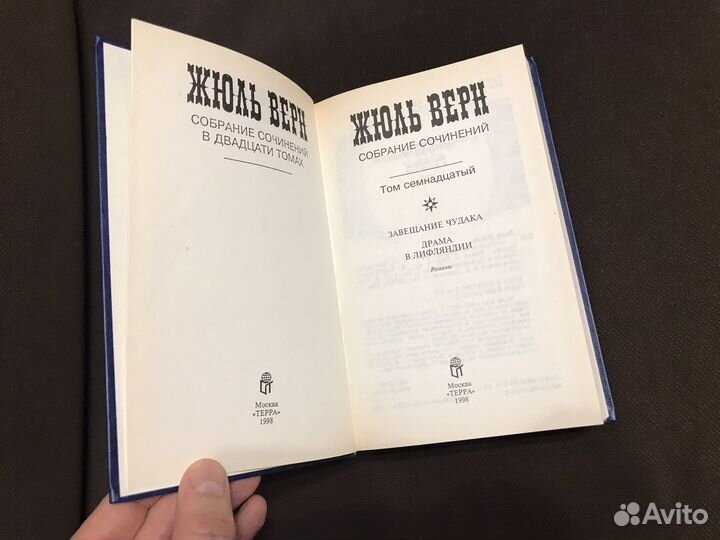 ЖЮЛЬ ВЕРН
СОБРАНИЕ СОЧИНЕНИЙ
В ДВАДЦАТИ ТОМАХ
Москва
«ТЕРРА»
1998
ЖЮЛЬ ВЕРН
СОБРАНИЕ СОЧИНЕНИЙ
Том семнадцатый
ЗАВЕЩАНИЕ ЧУДАКА
ДРАМА
В ЛИФЛЯНДИИ
Романы
Москва
«ТЕРРА»
1998
Avito